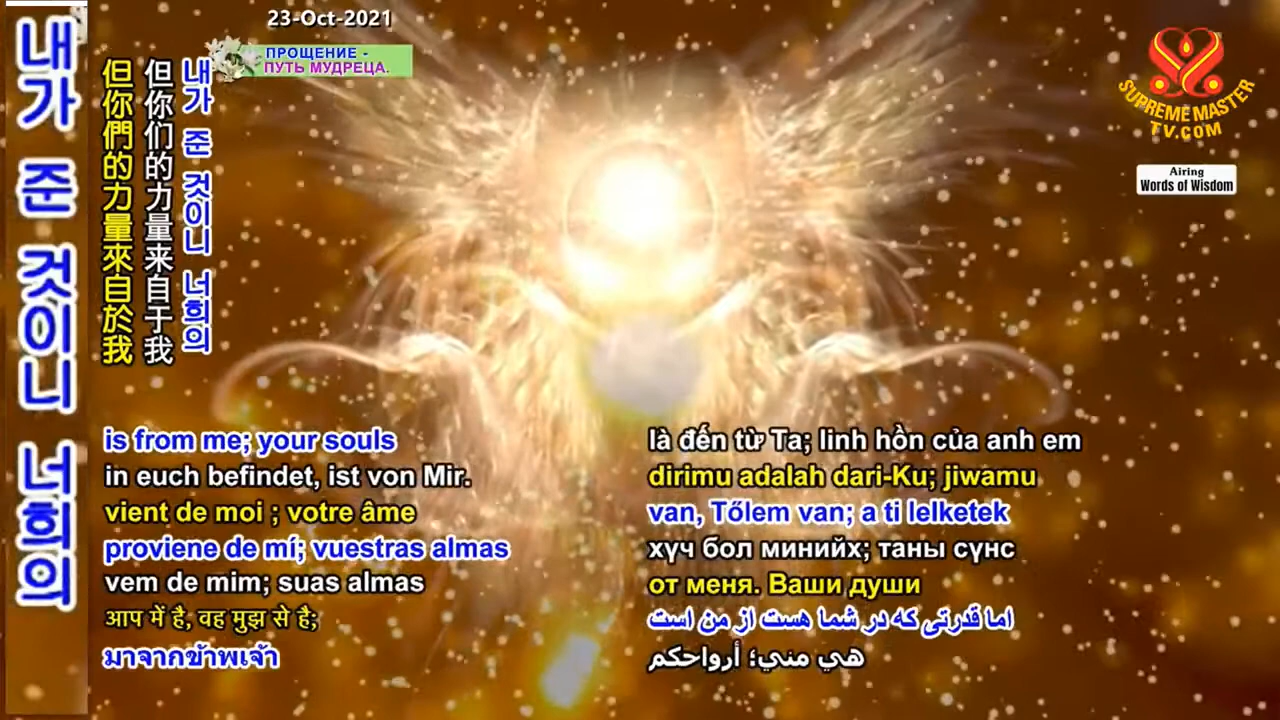 23-Oct-2021
ПРОЩЕНИЕ -
ПУТЬ МУДРЕЦА.
SUPREME MASTER
TV.COM
Airing
Words of Wisdom
내가 준 것이니 너희의
但你們的力量來自於我
但你们的力量来自于我
내가 준 것이니 너희의
is from me; your souls
in euch befindet, ist von Mir.
vient de moi ; votre âme
proviene de mí; vuestras almas
vem de mim; suas almas
आप में है, वह मुझ से है;
มาจากข้าพเจ้า
là đến từ Ta; linh hồn của anh em
dirimu adalah dari-Ku; jiwamu
van, Tőlem van; a ti lelketek
хүч бол минийх; таны сүнс
от меня. Ваши души
اما قدرتی که در شما هست از من است
هي مني؛ أرواحكم